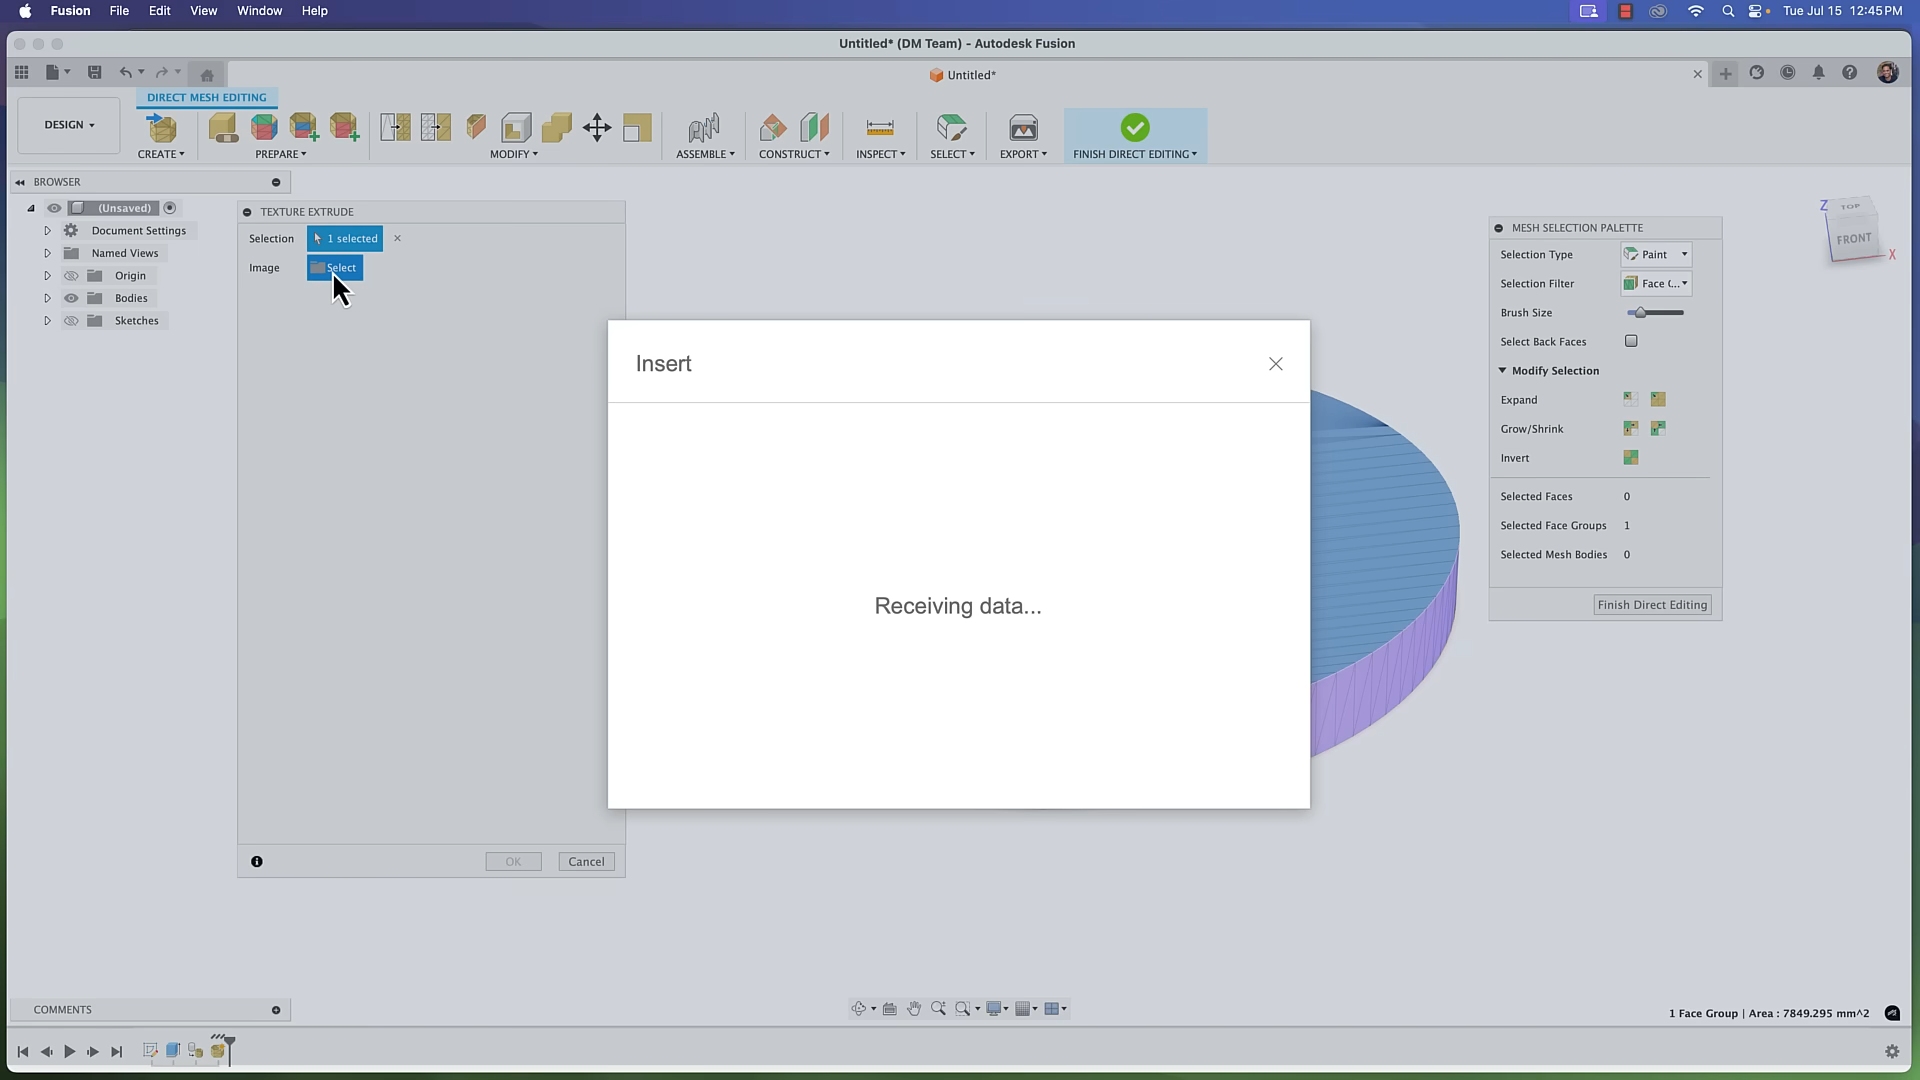 Fusion File Edit View Window Help Tue Jul 15 12:45 PM
Untitled* (DM Team) - Autodesk Fusion
Untitled*
DIRECT MESH EDITING
DESIGN
CREATE PREPARE MODIFY ASSEMBLE CONSTRUCT INSPECT SELECT EXPORT FINISH DIRECT EDITING
BROWSER
(Unsaved)
Document Settings
Named Views
Origin
Bodies
Sketches
TEXTURE EXTRUDE
Selection 1 selected
Image Select
OK Cancel
Insert
Receiving data...
TOP
FRONT
Z
X
MESH SELECTION PALETTE
Selection Type Paint
Selection Filter Face (...
Brush Size
Select Back Faces
Modify Selection
Expand
Grow/Shrink
Invert
Selected Faces 0
Selected Face Groups 1
Selected Mesh Bodies 0
Finish Direct Editing
COMMENTS
1 Face Group | Area : 7849.295 mm^2